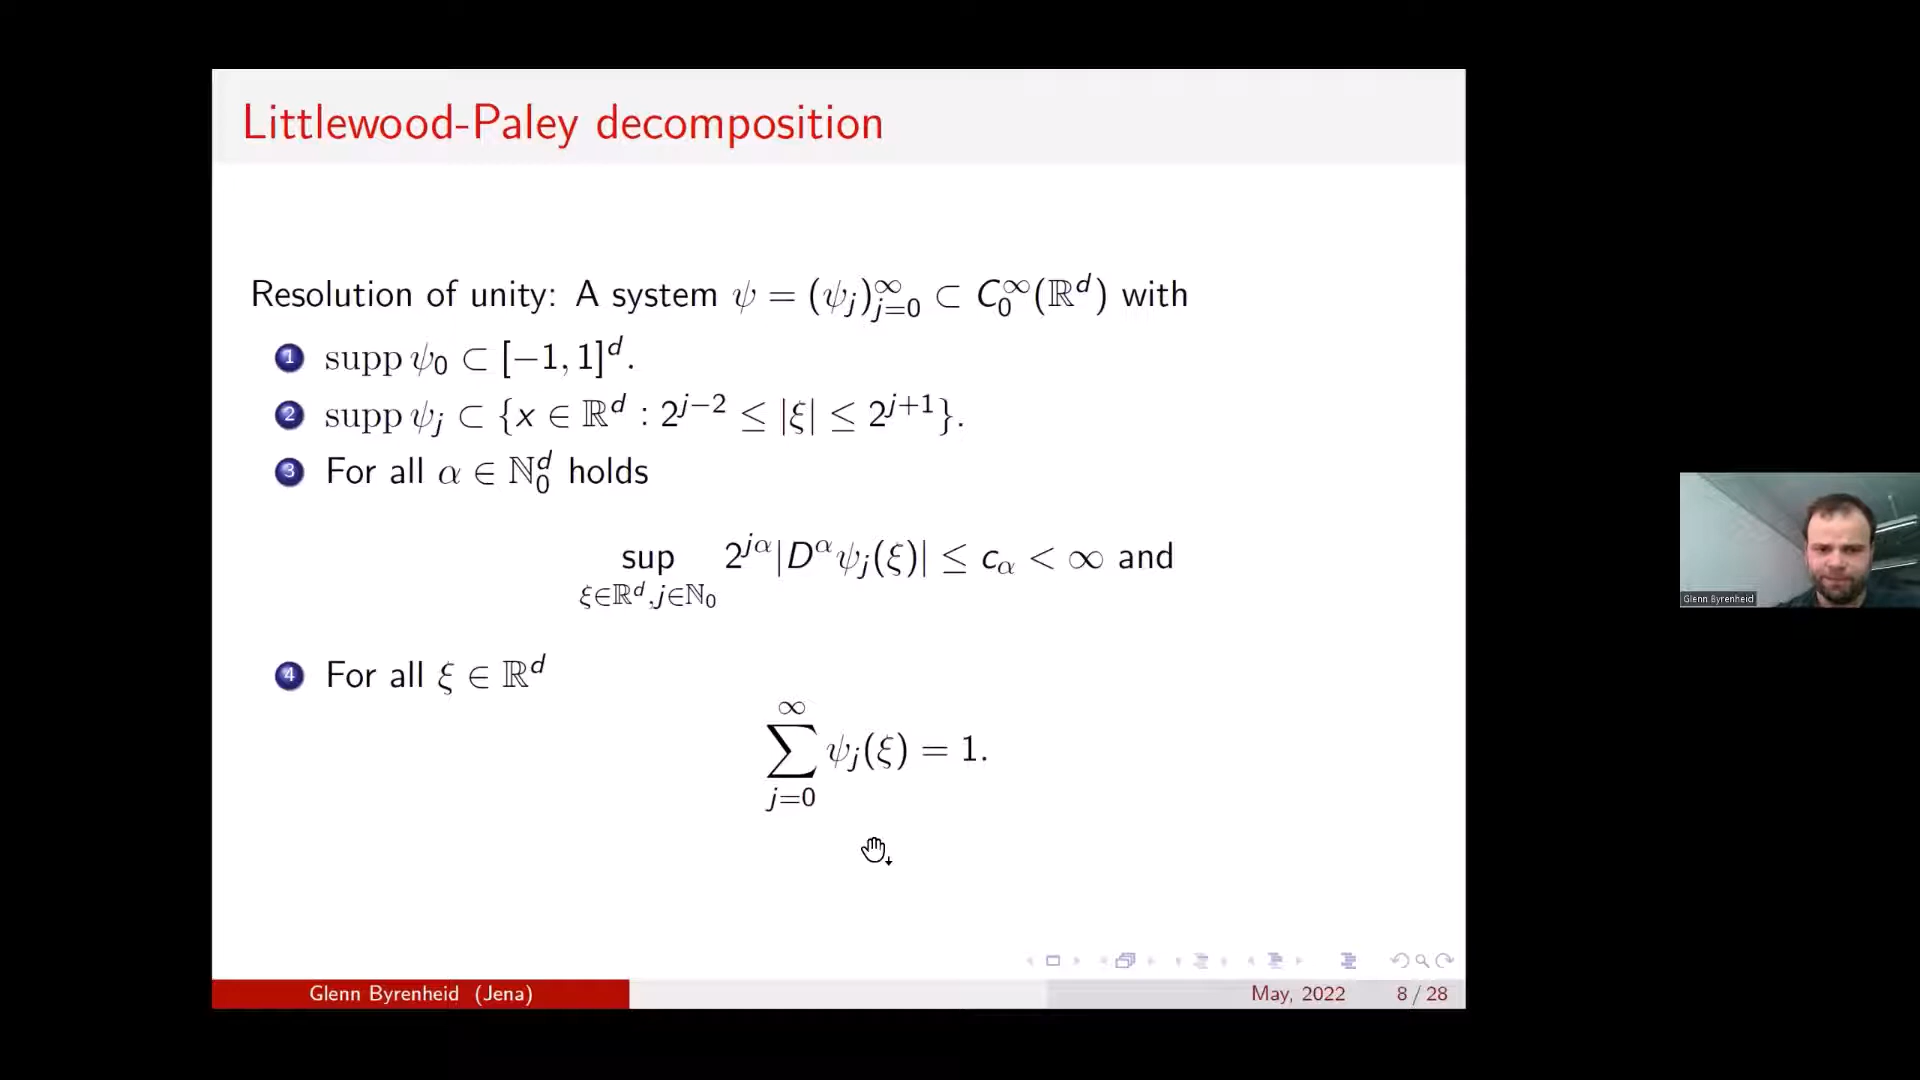 Littlewood-Paley decomposition
Resolution of unity: A system ψ = (ψ_j)_{j=0}^∞ ⊂ C_0^∞(ℝ^d) with
1 supp ψ_0 ⊂ [−1, 1]^d.
2 supp ψ_j ⊂ {x ∈ ℝ^d : 2^{j−2} ≤ |ξ| ≤ 2^{j+1}}.
3 For all α ∈ ℕ_0^d holds
sup_{ξ∈ℝ^d,j∈ℕ_0} 2^{jα}|D^α ψ_j(ξ)| ≤ c_α < ∞ and
4 For all ξ ∈ ℝ^d
∑_{j=0}^∞ ψ_j(ξ) = 1.
Glenn Byrenheid (Jena) May, 2022 8 / 28
Glenn Byrenheid